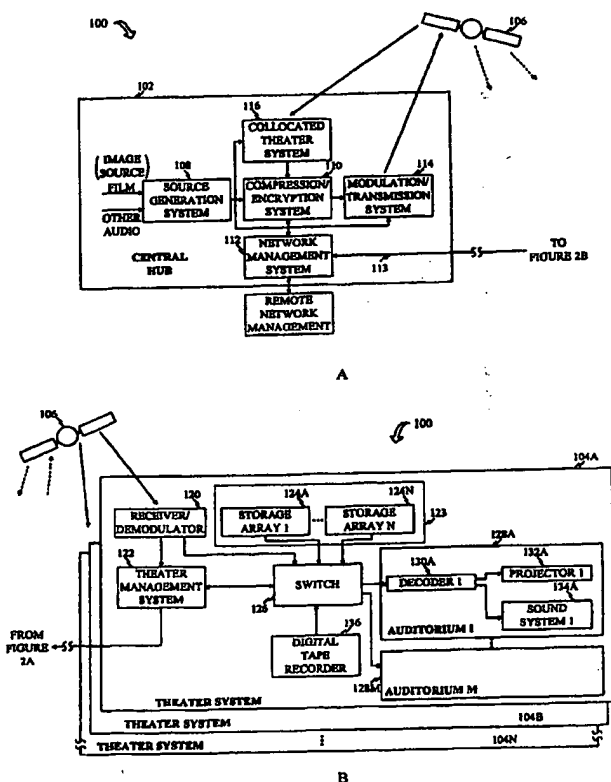 100
106
102
116
COLLOCATED
THEATER
SYSTEM
(IMAGE
SOURCE)
FILM
108
SOURCE
GENERATION
SYSTEM
OTHER
AUDIO
110
COMPRESSION/
ENCRYPTION
SYSTEM
114
MODULATION/
TRANSMISSION
SYSTEM
CENTRAL
HUB
112
NETWORK
MANAGEMENT
SYSTEM
113
TO
FIGURE 2B
REMOTE
NETWORK
MANAGEMENT
A
106
100
104A
120
RECEIVER/
DEMODULATOR
124A
STORAGE
ARRAY 1
124N
STORAGE
ARRAY N
123
122
THEATER
MANAGEMENT
SYSTEM
SWITCH
126
128A
130A
DECODER 1
132A
PROJECTOR 1
134A
SOUND
SYSTEM 1
AUDITORIUM 1
FROM
FIGURE 2A
136
DIGITAL
TAPE
RECORDER
128M
AUDITORIUM M
THEATER SYSTEM
THEATER SYSTEM
104B
THEATER SYSTEM
104N
B